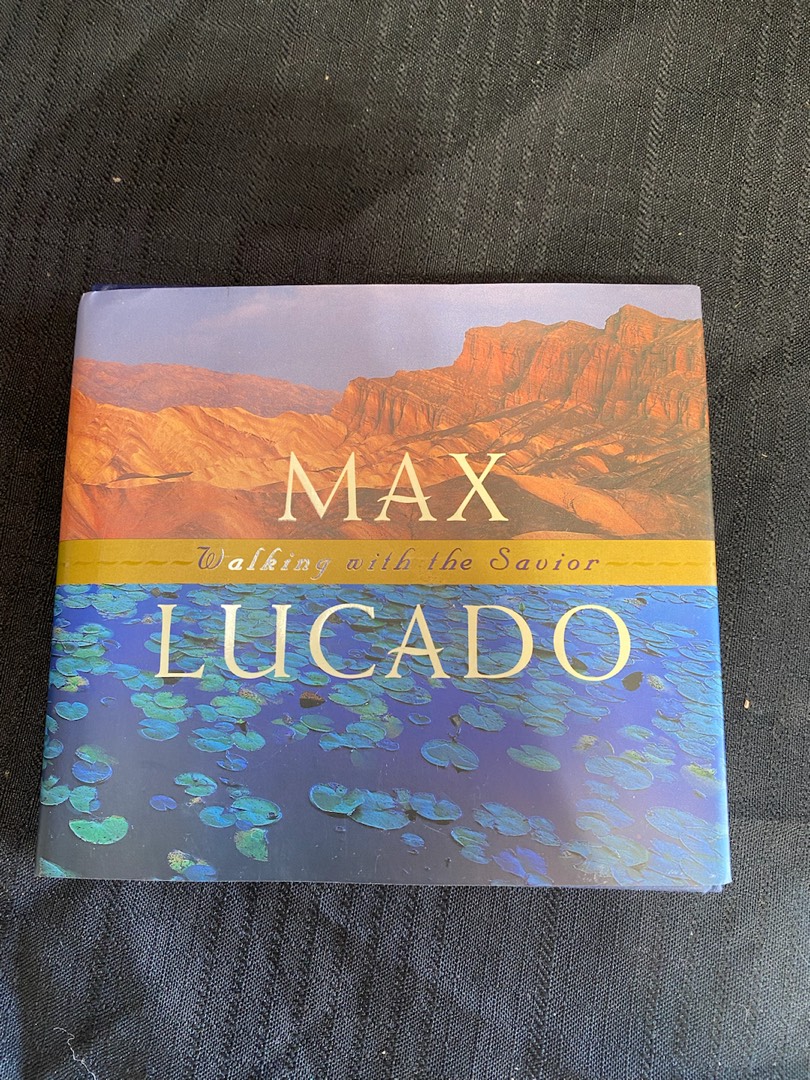 MAX
Walking with the Savior
LUCADO